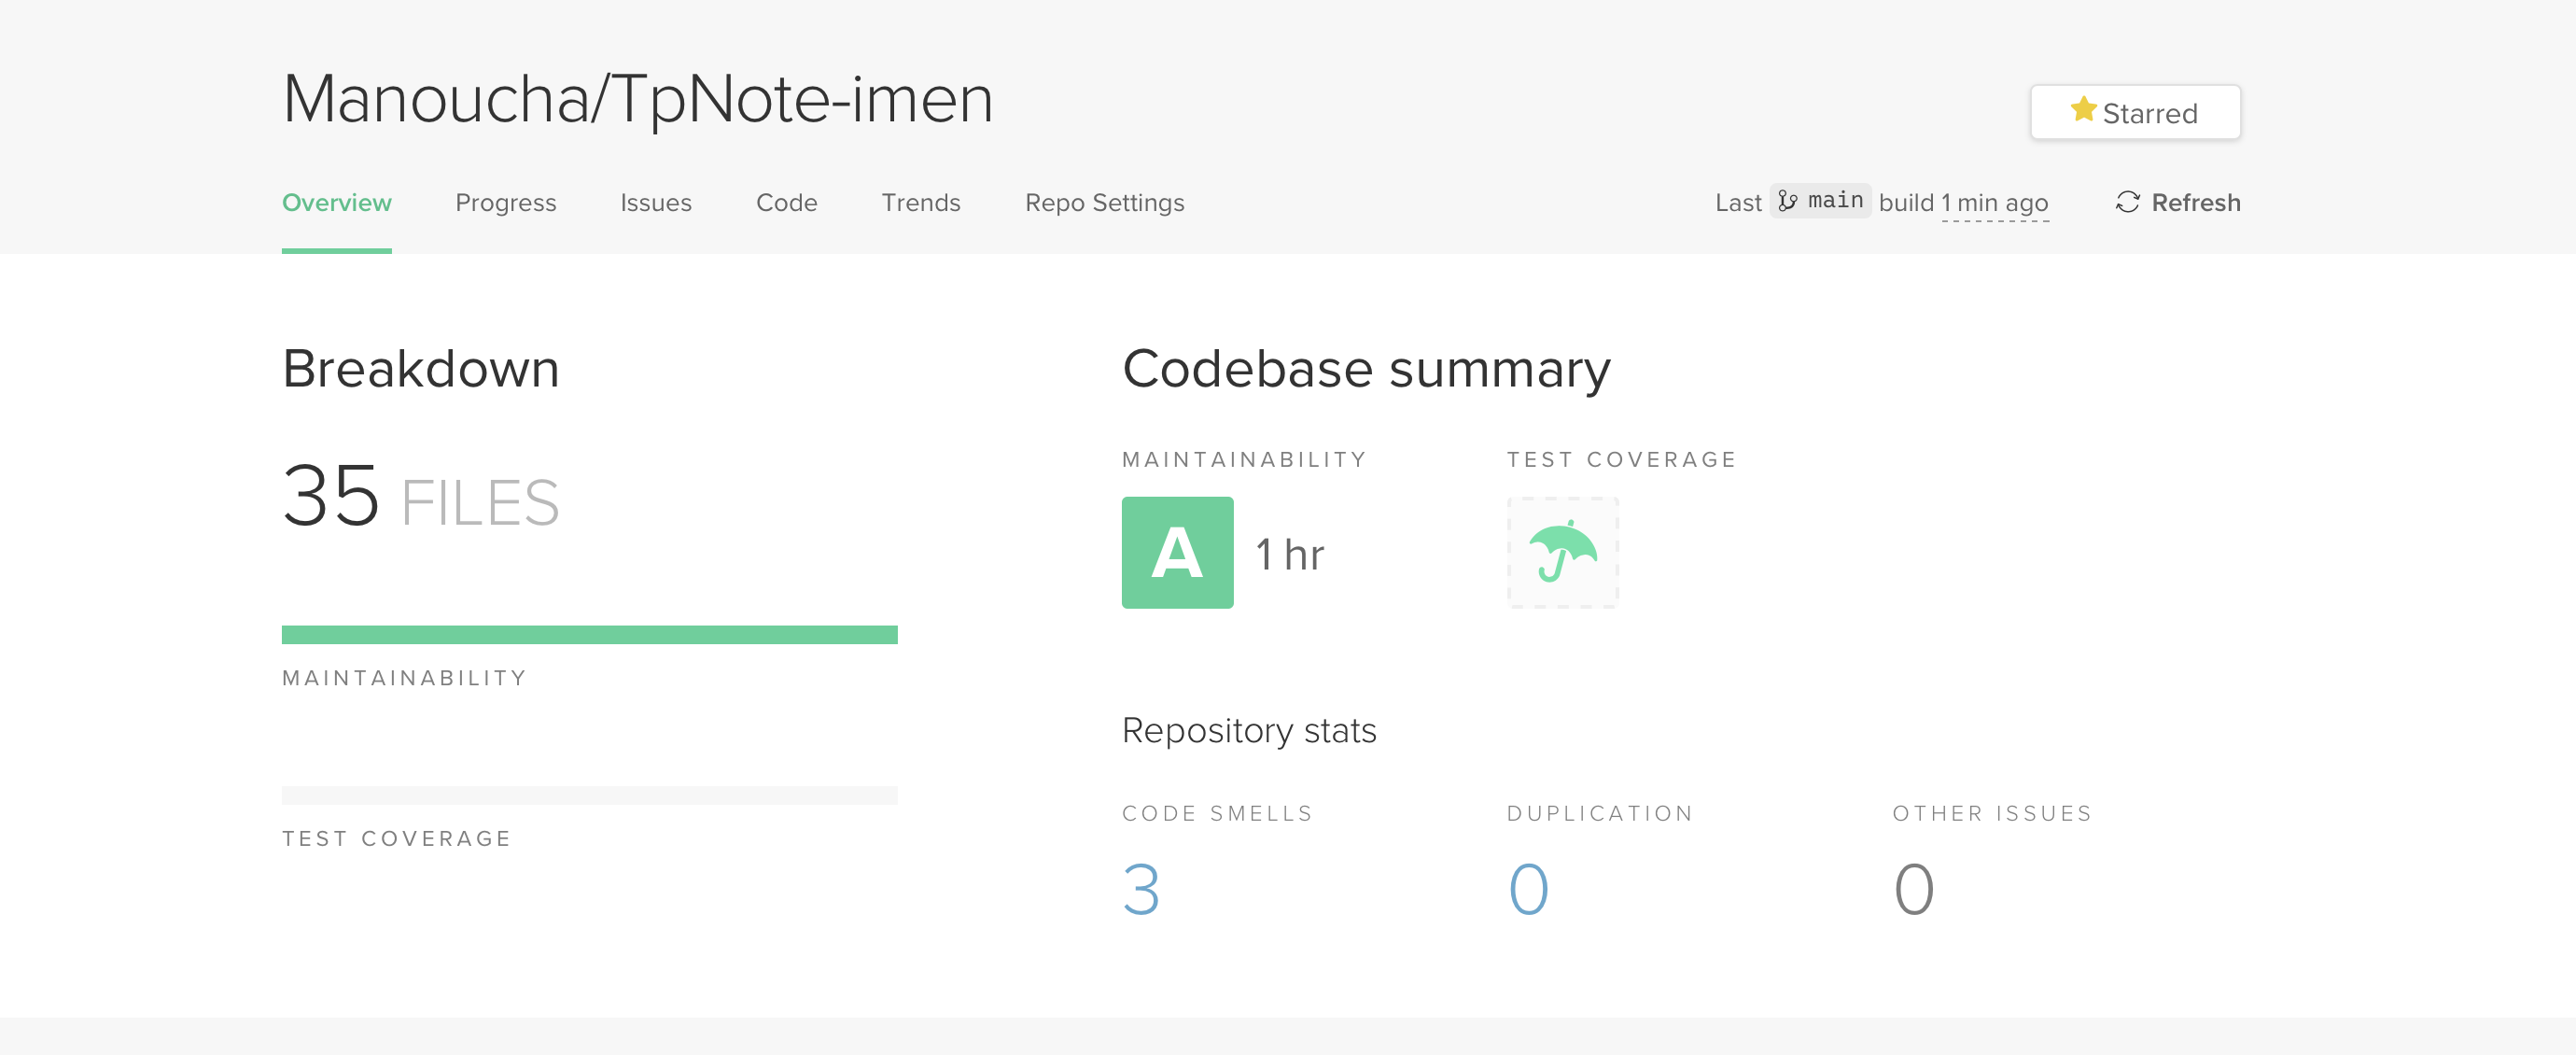 Manoucha/TpNote-imen
Starred
Overview Progress Issues Code Trends Repo Settings
Last main build 1 min ago Refresh
Breakdown
35 FILES
MAINTAINABILITY
TEST COVERAGE
Codebase summary
MAINTAINABILITY TEST COVERAGE
A 1 hr
Repository stats
CODE SMELLS DUPLICATION OTHER ISSUES
3 0 0